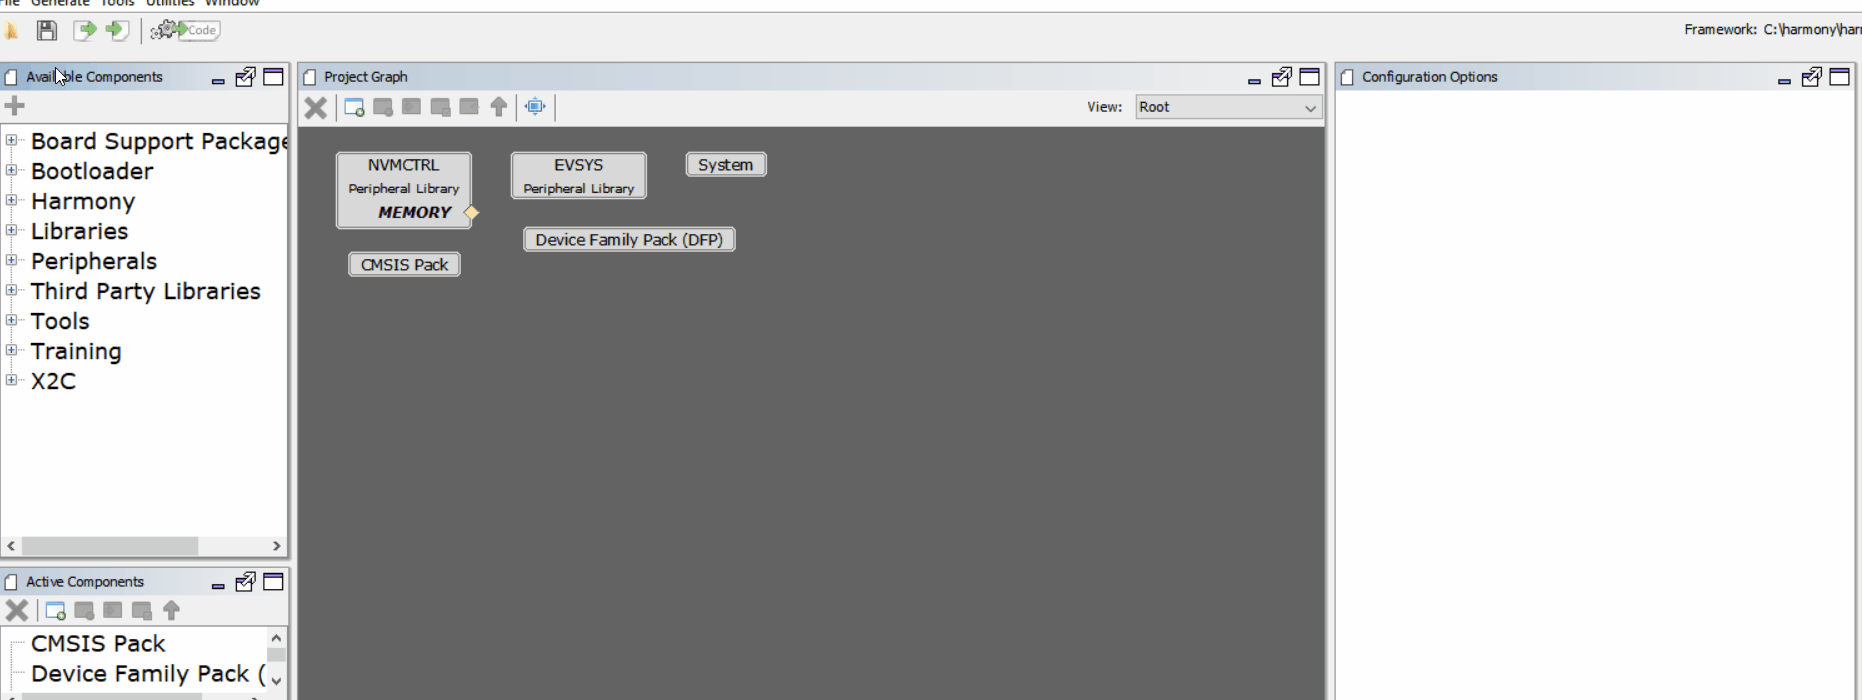 File Generate Tools Utilities Window
Code
Framework: C:\harmony\har
Available Components
Board Support Package
Bootloader
Harmony
Libraries
Peripherals
Third Party Libraries
Tools
Training
X2C
Active Components
CMSIS Pack
Device Family Pack (
Project Graph
View: Root
NVMCTRL
Peripheral Library
MEMORY
EVSYS
Peripheral Library
System
Device Family Pack (DFP)
CMSIS Pack
Configuration Options